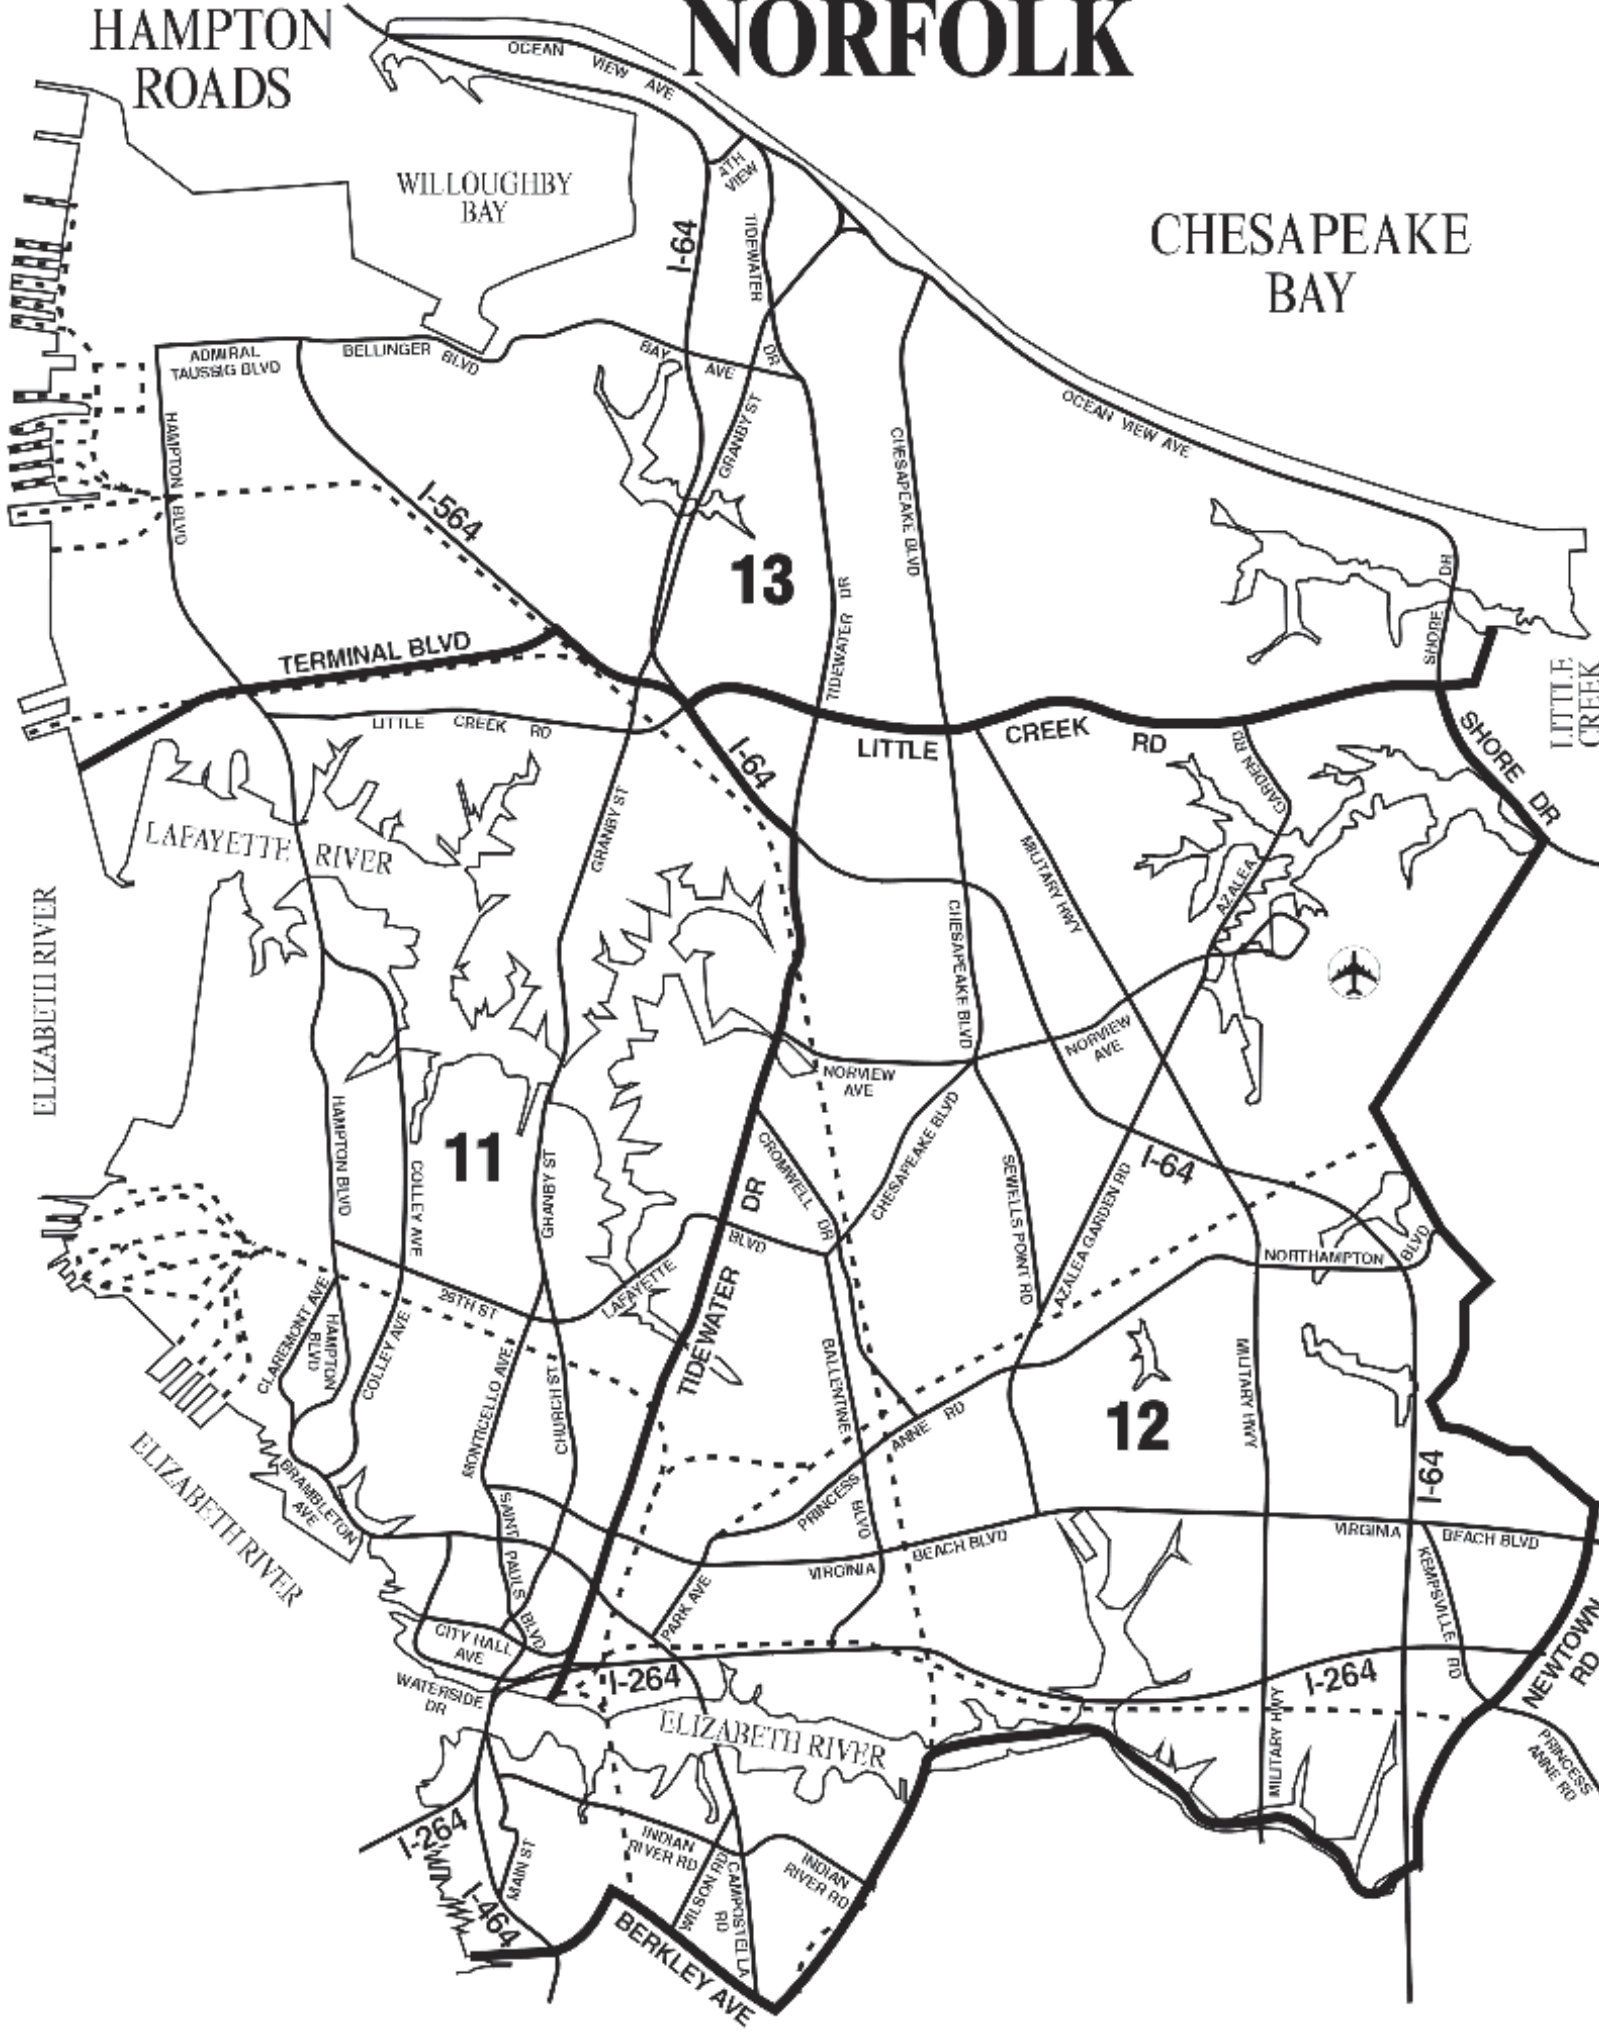 NORFOLK
HAMPTON
ROADS
OCEAN VIEW AVE
4TH
VIEW
WILLOUGHBY
BAY
I-64
TIDEWATER
DR
CHESAPEAKE
BAY
ADMIRAL
TAUSSIG BLVD
BELLINGER BLVD
BAY AVE
GRANBY ST
OCEAN VIEW AVE
HAMPTON BLVD
CHESAPEAKE BLVD
I-564
13
TIDEWATER DR
SHORE DR
TERMINAL BLVD
LITTLE
CREEK
LITTLE CREEK RD
LITTLE CREEK RD
SHORE DR
I-64
GARDEN RD
GRANBY ST
LAFAYETTE RIVER
MILITARY HWY
AZALEA
CHESAPEAKE BLVD
ELIZABETH RIVER
NORVIEW
AVE
NORVIEW
AVE
HAMPTON BLVD
11
COLLEY AVE
GRANBY ST
CROMWELL DR
CHESAPEAKE BLVD
SEWELLS POINT RD
AZALEA GARDEN RD
I-64
NORTHAMPTON BLVD
LAFAYETTE BLVD
TIDEWATER DR
26TH ST
CLAREMONT AVE
HAMPTON
BLVD
COLLEY AVE
MONTICELLO AVE
CHURCH ST
BALLENTINE BLVD
PRINCESS ANNE RD
12
MILITARY HWY
I-64
ELIZABETH RIVER
BRAMBLETON
AVE
SAINT PAULS BLVD
VIRGINIA BEACH BLVD
VIRGINIA BEACH BLVD
KEMPSVILLE RD
PARK AVE
CITY HALL
AVE
WATERSIDE
DR
I-264
I-264
NEWTOWN
RD
ELIZABETH RIVER
MILITARY HWY
PRINCESS
ANNE RD
I-264
MAIN ST
INDIAN
RIVER RD
WILSON RD
CAMPOSTELLA
RD
INDIAN
RIVER RD
I-464
BERKLEY AVE